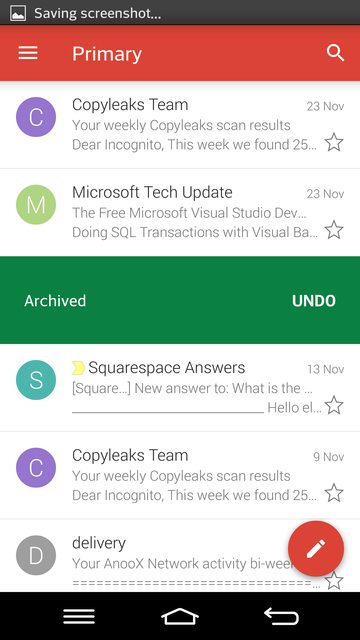 Saving screenshot...
Primary
C
Copyleaks Team
23 Nov
Your weekly Copyleaks scan results
Dear Incognito, This week we found 25...
M
Microsoft Tech Update
23 Nov
The Free Microsoft Visual Studio Dev...
Doing SQL Transactions with Visual Ba...
Archived
UNDO
S
Squarespace Answers
13 Nov
[Square...] New answer to: What is the ...
______________________________ Hello el...
C
Copyleaks Team
9 Nov
Your weekly Copyleaks scan results
Dear Incognito, This week we found 25...
D
delivery
Your AnooX Network activity bi-week
==============================...